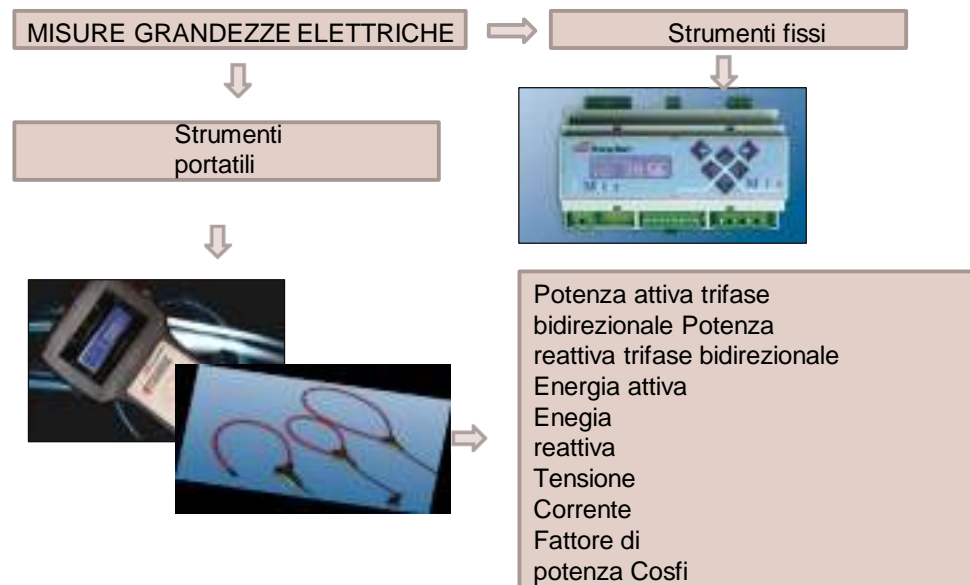 MISURE GRANDEZZE ELETTRICHE
Strumenti fissi
Strumenti
portatili
Potenza attiva trifase
bidirezionale Potenza
reattiva trifase bidirezionale
Energia attiva
Enegia
reattiva
Tensione
Corrente
Fattore di
potenza Cosfi